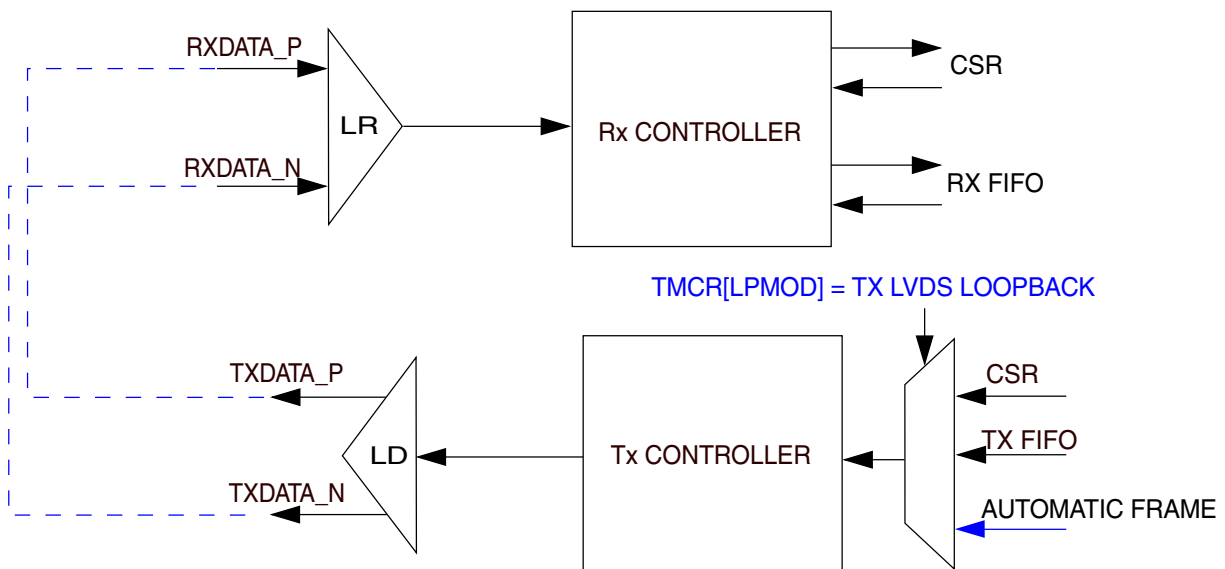 RXDATA_P
CSR
LR
Rx CONTROLLER
RXDATA_N
RX FIFO
TMCR[LPMOD] = TX LVDS LOOPBACK
TXDATA_P
CSR
TX FIFO
LD
Tx CONTROLLER
TXDATA_N
AUTOMATIC FRAME